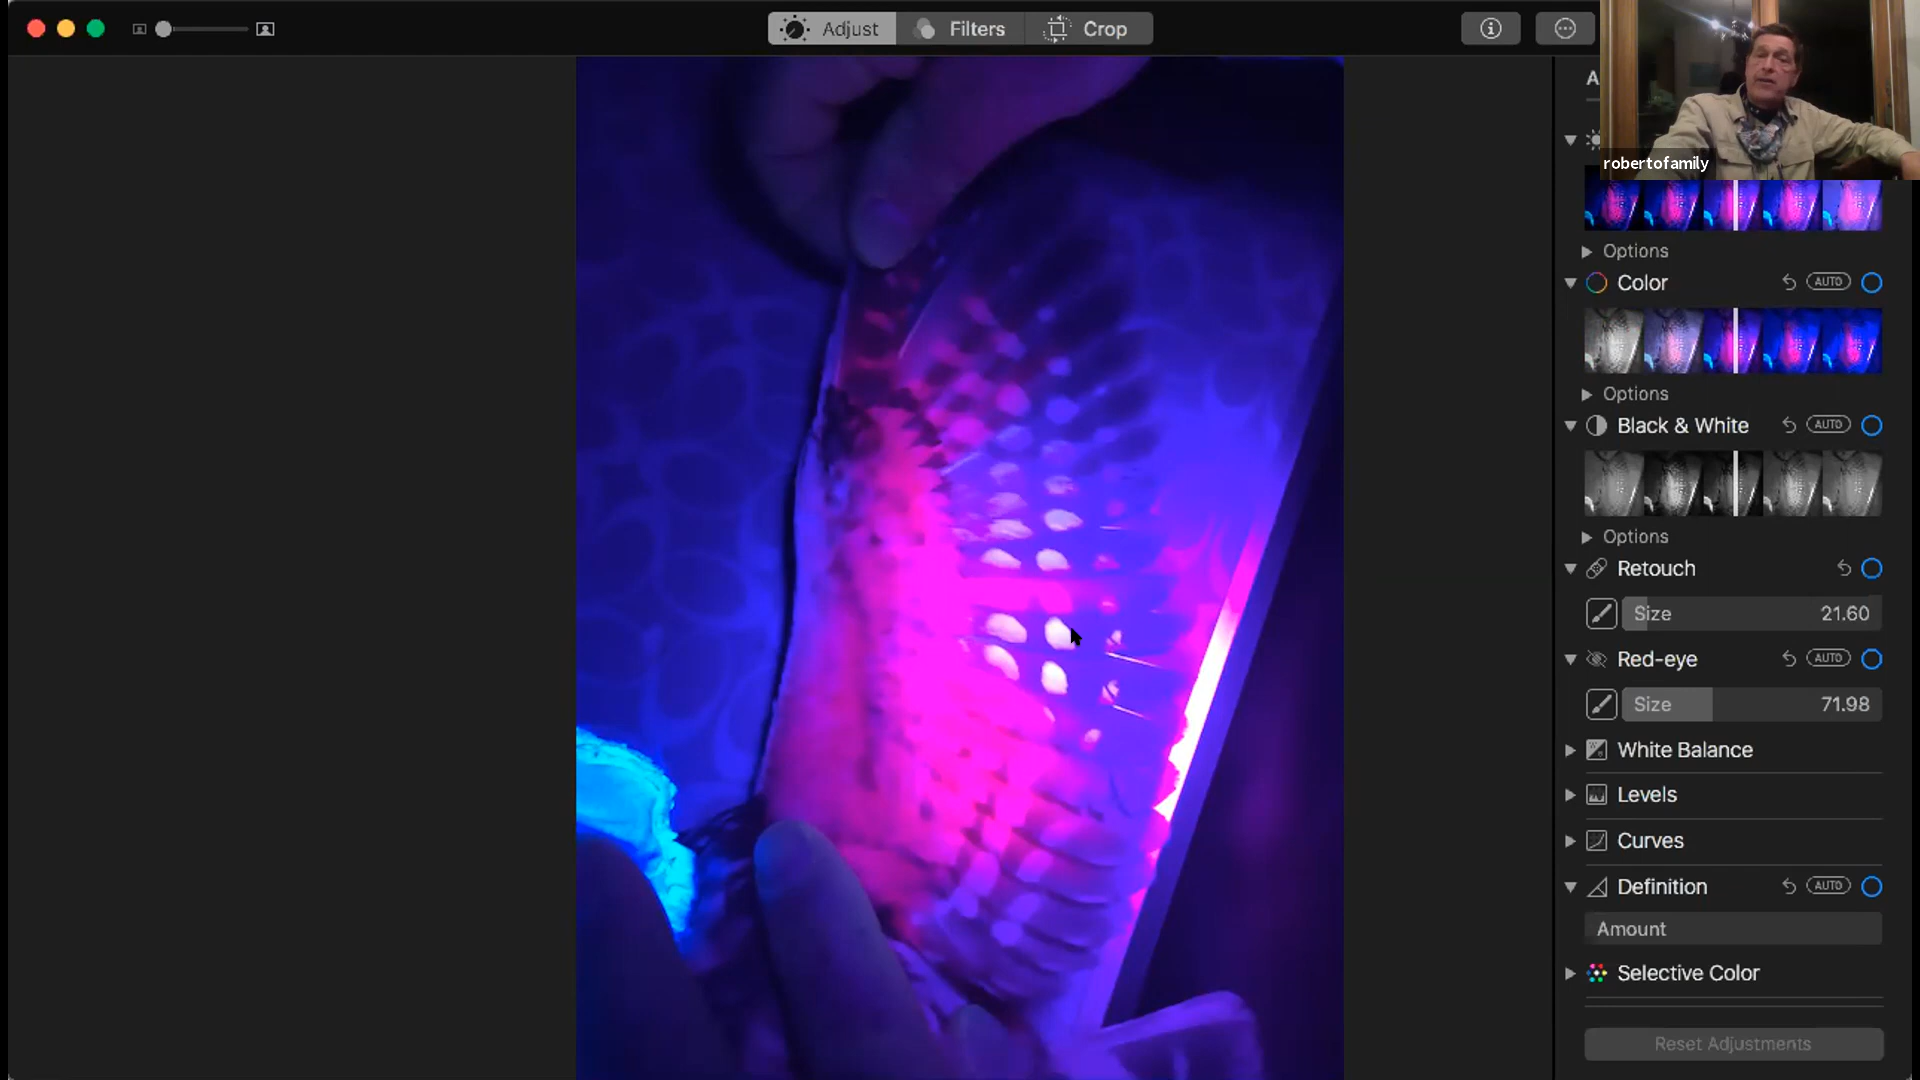 Adjust
Filters
Crop
A
robertofamily
Options
Color
AUTO
Options
Black & White
AUTO
Options
Retouch
Size
21.60
Red-eye
AUTO
Size
71.98
White Balance
Levels
Curves
Definition
AUTO
Amount
Selective Color
Reset Adjustments